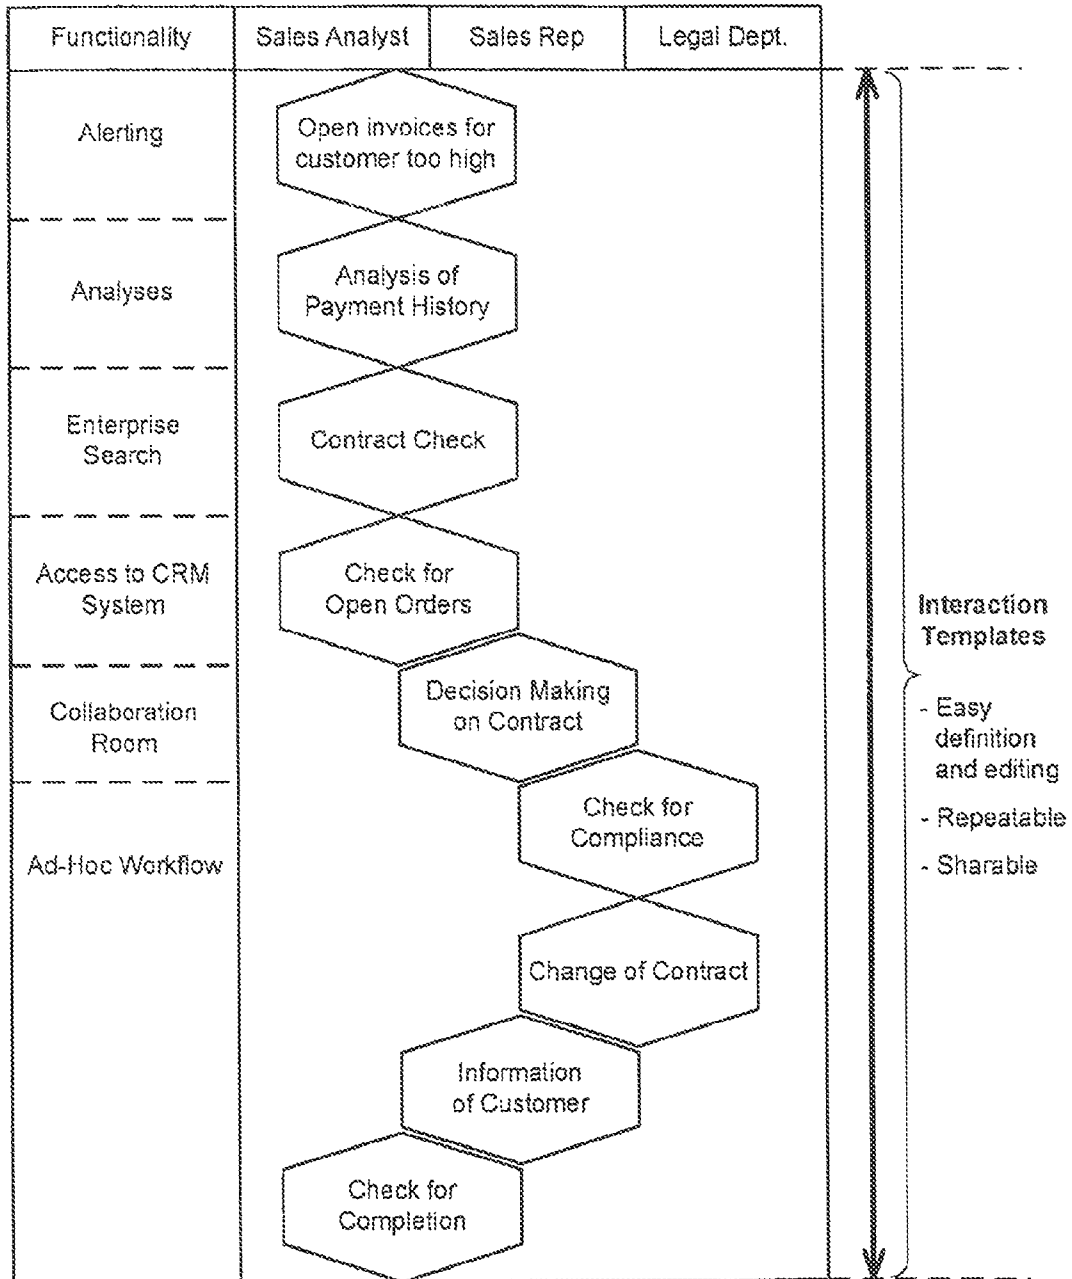 Functionality
Sales Analyst
Sales Rep
Legal Dept.
Alerting
Open invoices for
customer too high
Analyses
Analysis of
Payment History
Enterprise
Search
Contract Check
Access to CRM
System
Check for
Open Orders
Collaboration
Room
Decision Making
on Contract
Ad-Hoc Workflow
Check for
Compliance
Change of Contract
Information
of Customer
Check for
Completion
Interaction
Templates
- Easy
definition
and editing
- Repeatable
- Sharable